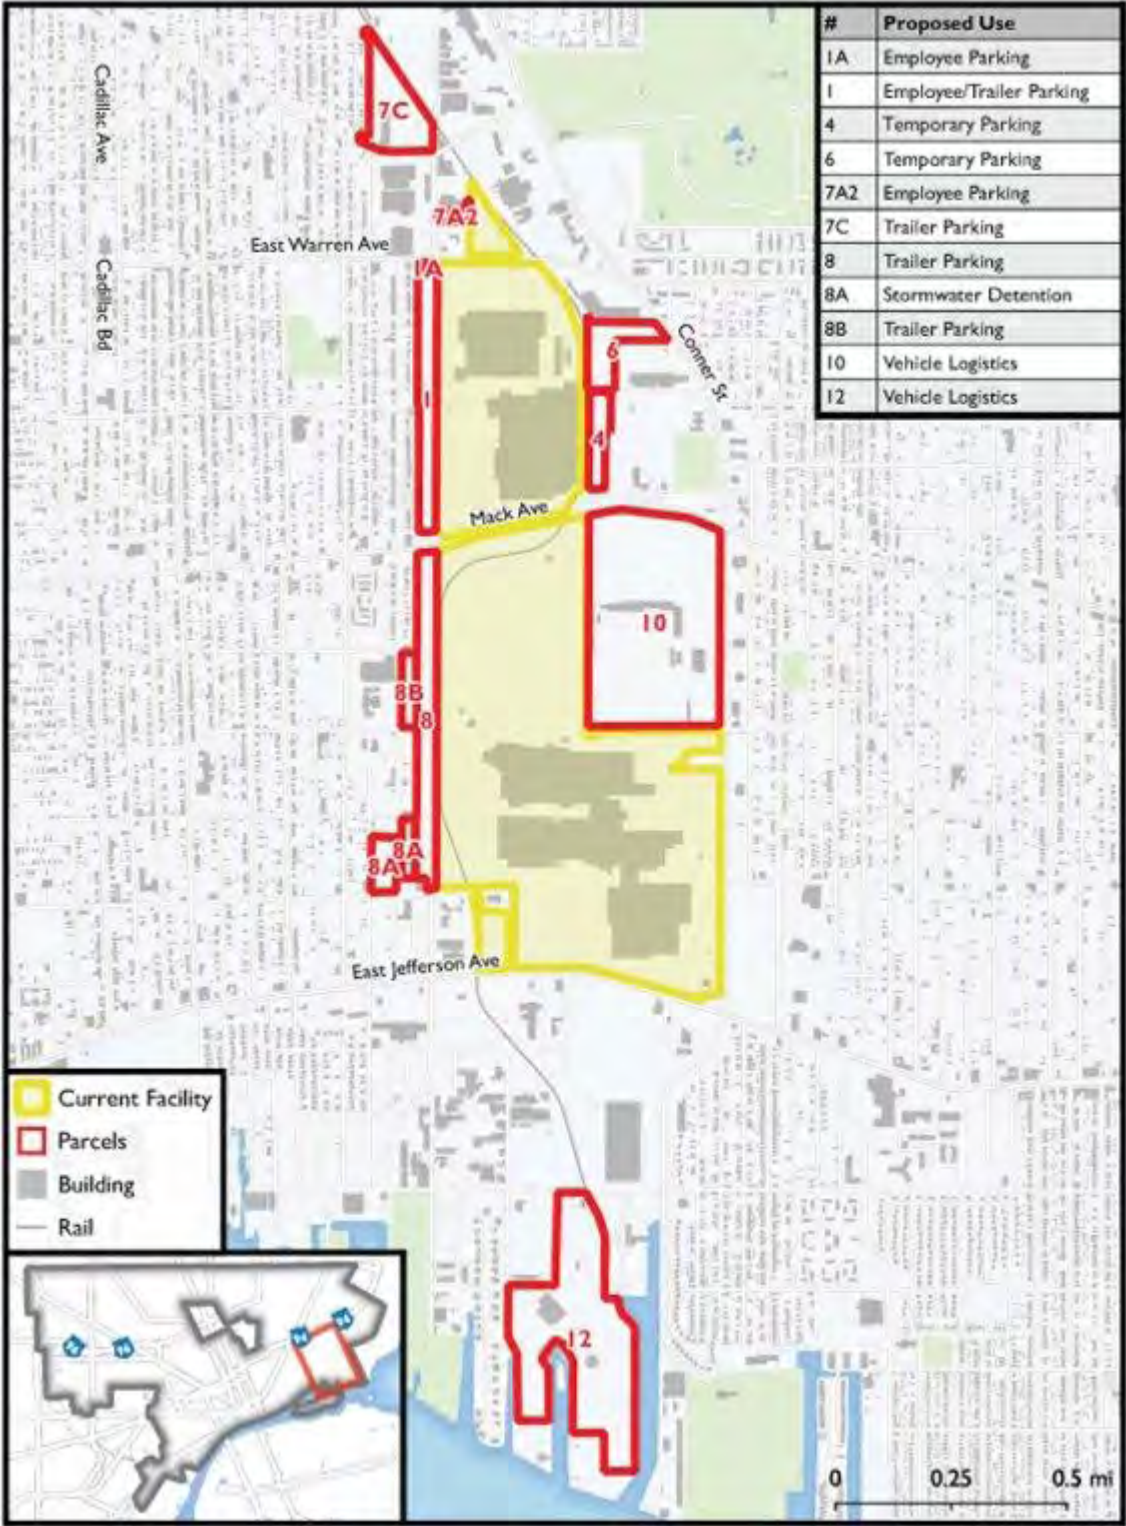 # Proposed Use
1A Employee Parking
1 Employee/Trailer Parking
4 Temporary Parking
6 Temporary Parking
7A2 Employee Parking
7C Trailer Parking
8 Trailer Parking
8A Stormwater Detention
8B Trailer Parking
10 Vehicle Logistics
12 Vehicle Logistics
Cadillac Ave
7C
7A2
East Warren Ave
1A
Cadillac Bd
Conner St
6
1
4
Mack Ave
10
8B
8
8A
8A
East Jefferson Ave
Current Facility
Parcels
Building
Rail
12
94
94
0 0.25 0.5 mi